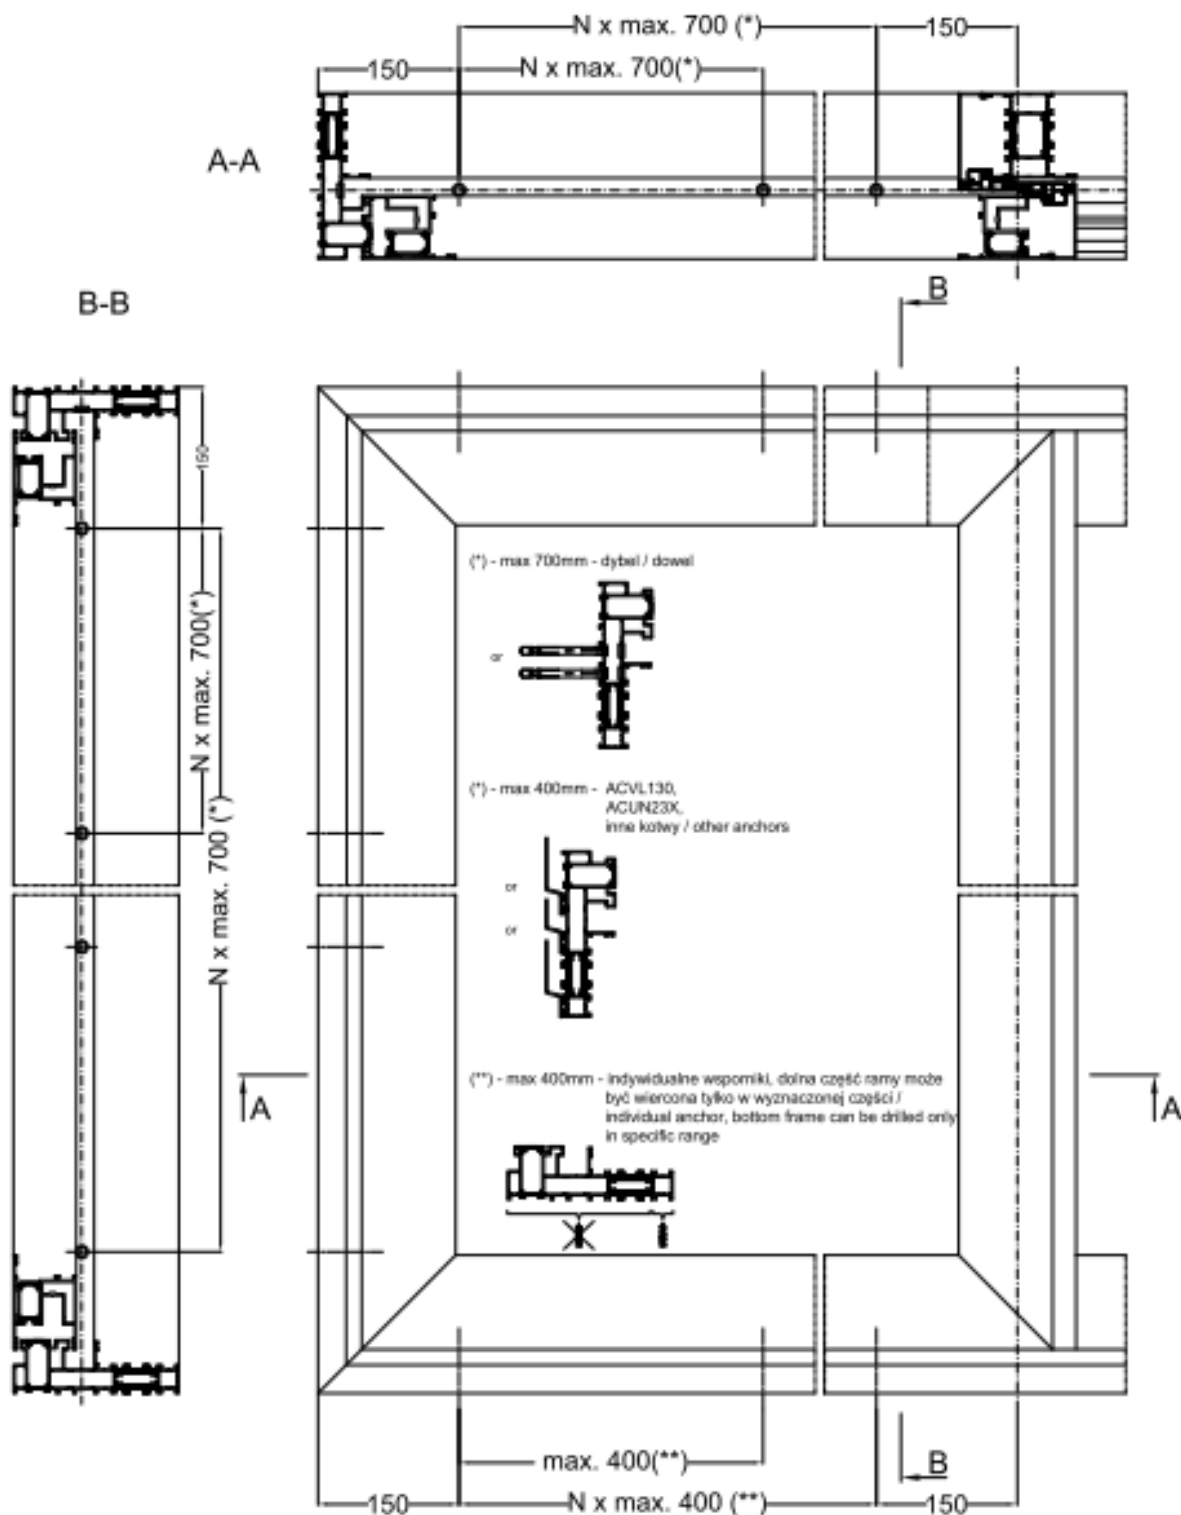 N x max. 700 (*)
150
150
N x max. 700(*)
A-A
B-B
B
150
N x max. 700(*)
N x max. 700 (*)
(*) - max 700mm - dybel / dowel
or
(*) - max 400mm - ACVL130,
ACUN23X,
inne kotwy / other anchors
or
or
A
A
(**) - max 400mm - indywidualne wsporniki, dolna część ramy może
być wiercona tylko w wyznaczonej części /
individual anchor, bottom frame can be drilled only
in specific range
max. 400(**)
B
150
N x max. 400 (**)
150